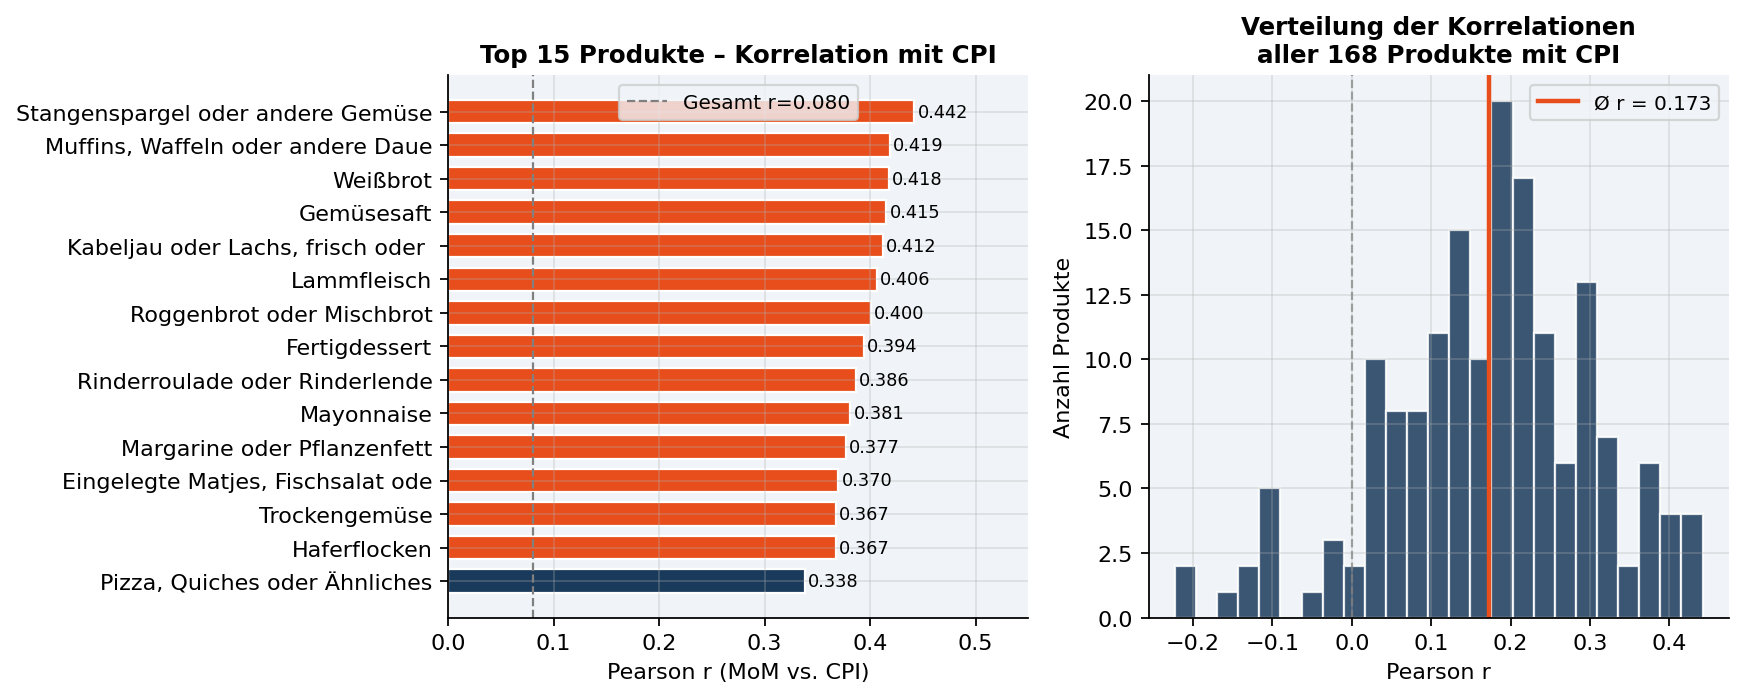 Top 15 Produkte – Korrelation mit CPI
Gesamt r=0.080
Stangenspargel oder andere Gemüse
0.442
Muffins, Waffeln oder andere Daue
0.419
Weißbrot
0.418
Gemüsesaft
0.415
Kabeljau oder Lachs, frisch oder
0.412
Lammfleisch
0.406
Roggenbrot oder Mischbrot
0.400
Fertigdessert
0.394
Rinderroulade oder Rinderlende
0.386
Mayonnaise
0.381
Margarine oder Pflanzenfett
0.377
Eingelegte Matjes, Fischsalat ode
0.370
Trockengemüse
0.367
Haferflocken
0.367
Pizza, Quiches oder Ähnliches
0.338
0.0 0.1 0.2 0.3 0.4 0.5
Pearson r (MoM vs. CPI)
Verteilung der Korrelationen
aller 168 Produkte mit CPI
Ø r = 0.173
Anzahl Produkte
20.0
17.5
15.0
12.5
10.0
7.5
5.0
2.5
0.0
−0.2 −0.1 0.0 0.1 0.2 0.3 0.4
Pearson r